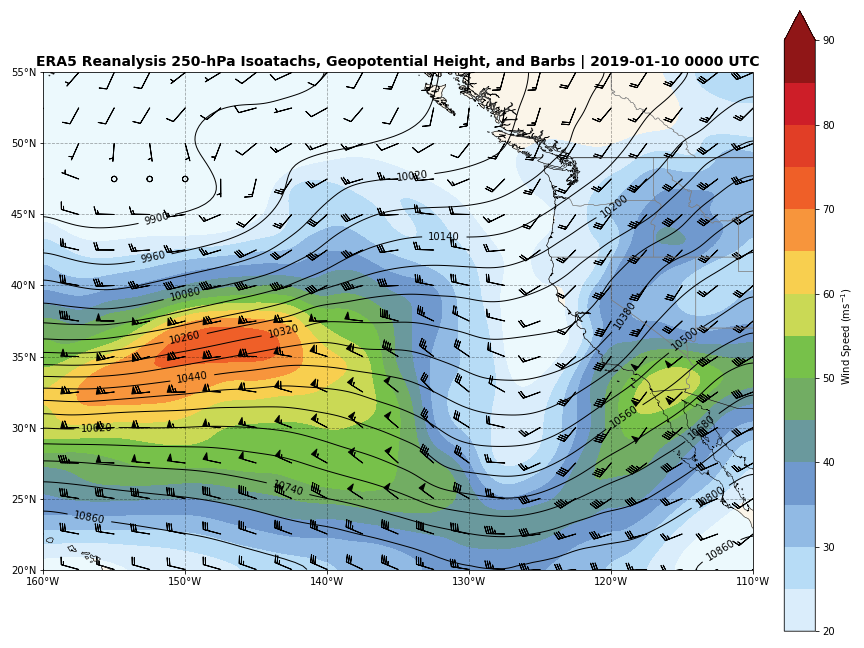 ERA5 Reanalysis 250-hPa Isoatachs, Geopotential Height, and Barbs | 2019-01-10 0000 UTC
55°N
50°N
45°N
40°N
35°N
30°N
25°N
20°N
160°W
150°W
140°W
130°W
120°W
110°W
10020
9900
10200
10140
9960
10080
10380
10260
10320
10500
10440
10560
10620
10680
10740
10800
10860
10860
90
80
70
60
50
40
30
20
Wind Speed (ms⁻¹)